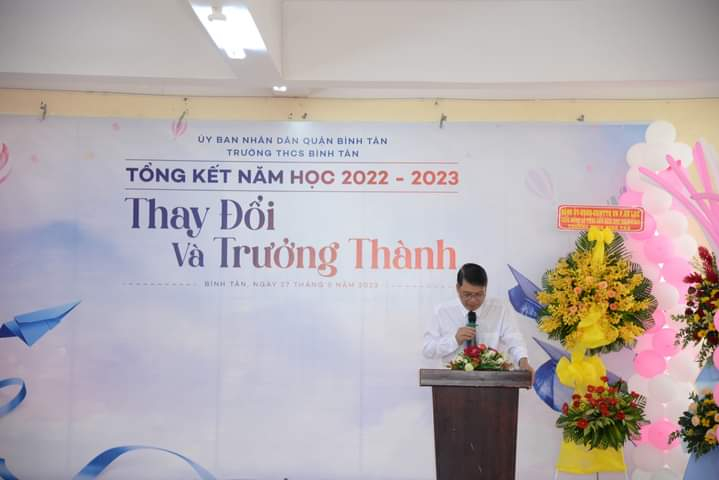 ỦY BAN NHÂN DÂN QUẬN BÌNH TÂN
TRƯỜNG THCS BÌNH TÂN
TỔNG KẾT NĂM HỌC 2022 - 2023
Thay Đổi
Và Trưởng Thành
BÌNH TÂN, NGÀY 27 THÁNG 5 NĂM 2023